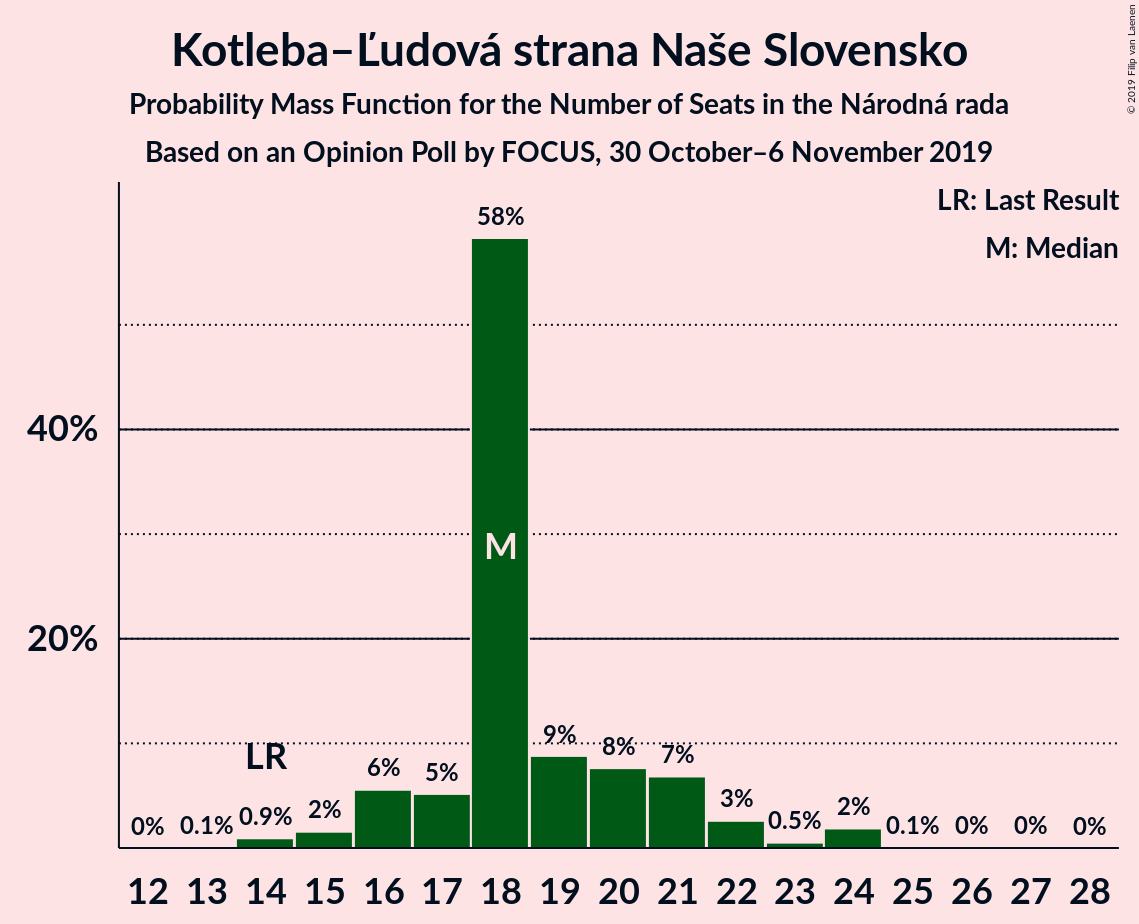 Kotleba–Ľudová strana Naše Slovensko
Probability Mass Function for the Number of Seats in the Národná rada
Based on an Opinion Poll by FOCUS, 30 October–6 November 2019
© 2019 Filip van Laenen
LR: Last Result
M: Median
58%
40%
M
20%
LR
0% 0.1% 0.9% 2% 6% 5% 9% 8% 7% 3% 0.5% 2% 0.1% 0% 0% 0%
12 13 14 15 16 17 18 19 20 21 22 23 24 25 26 27 28